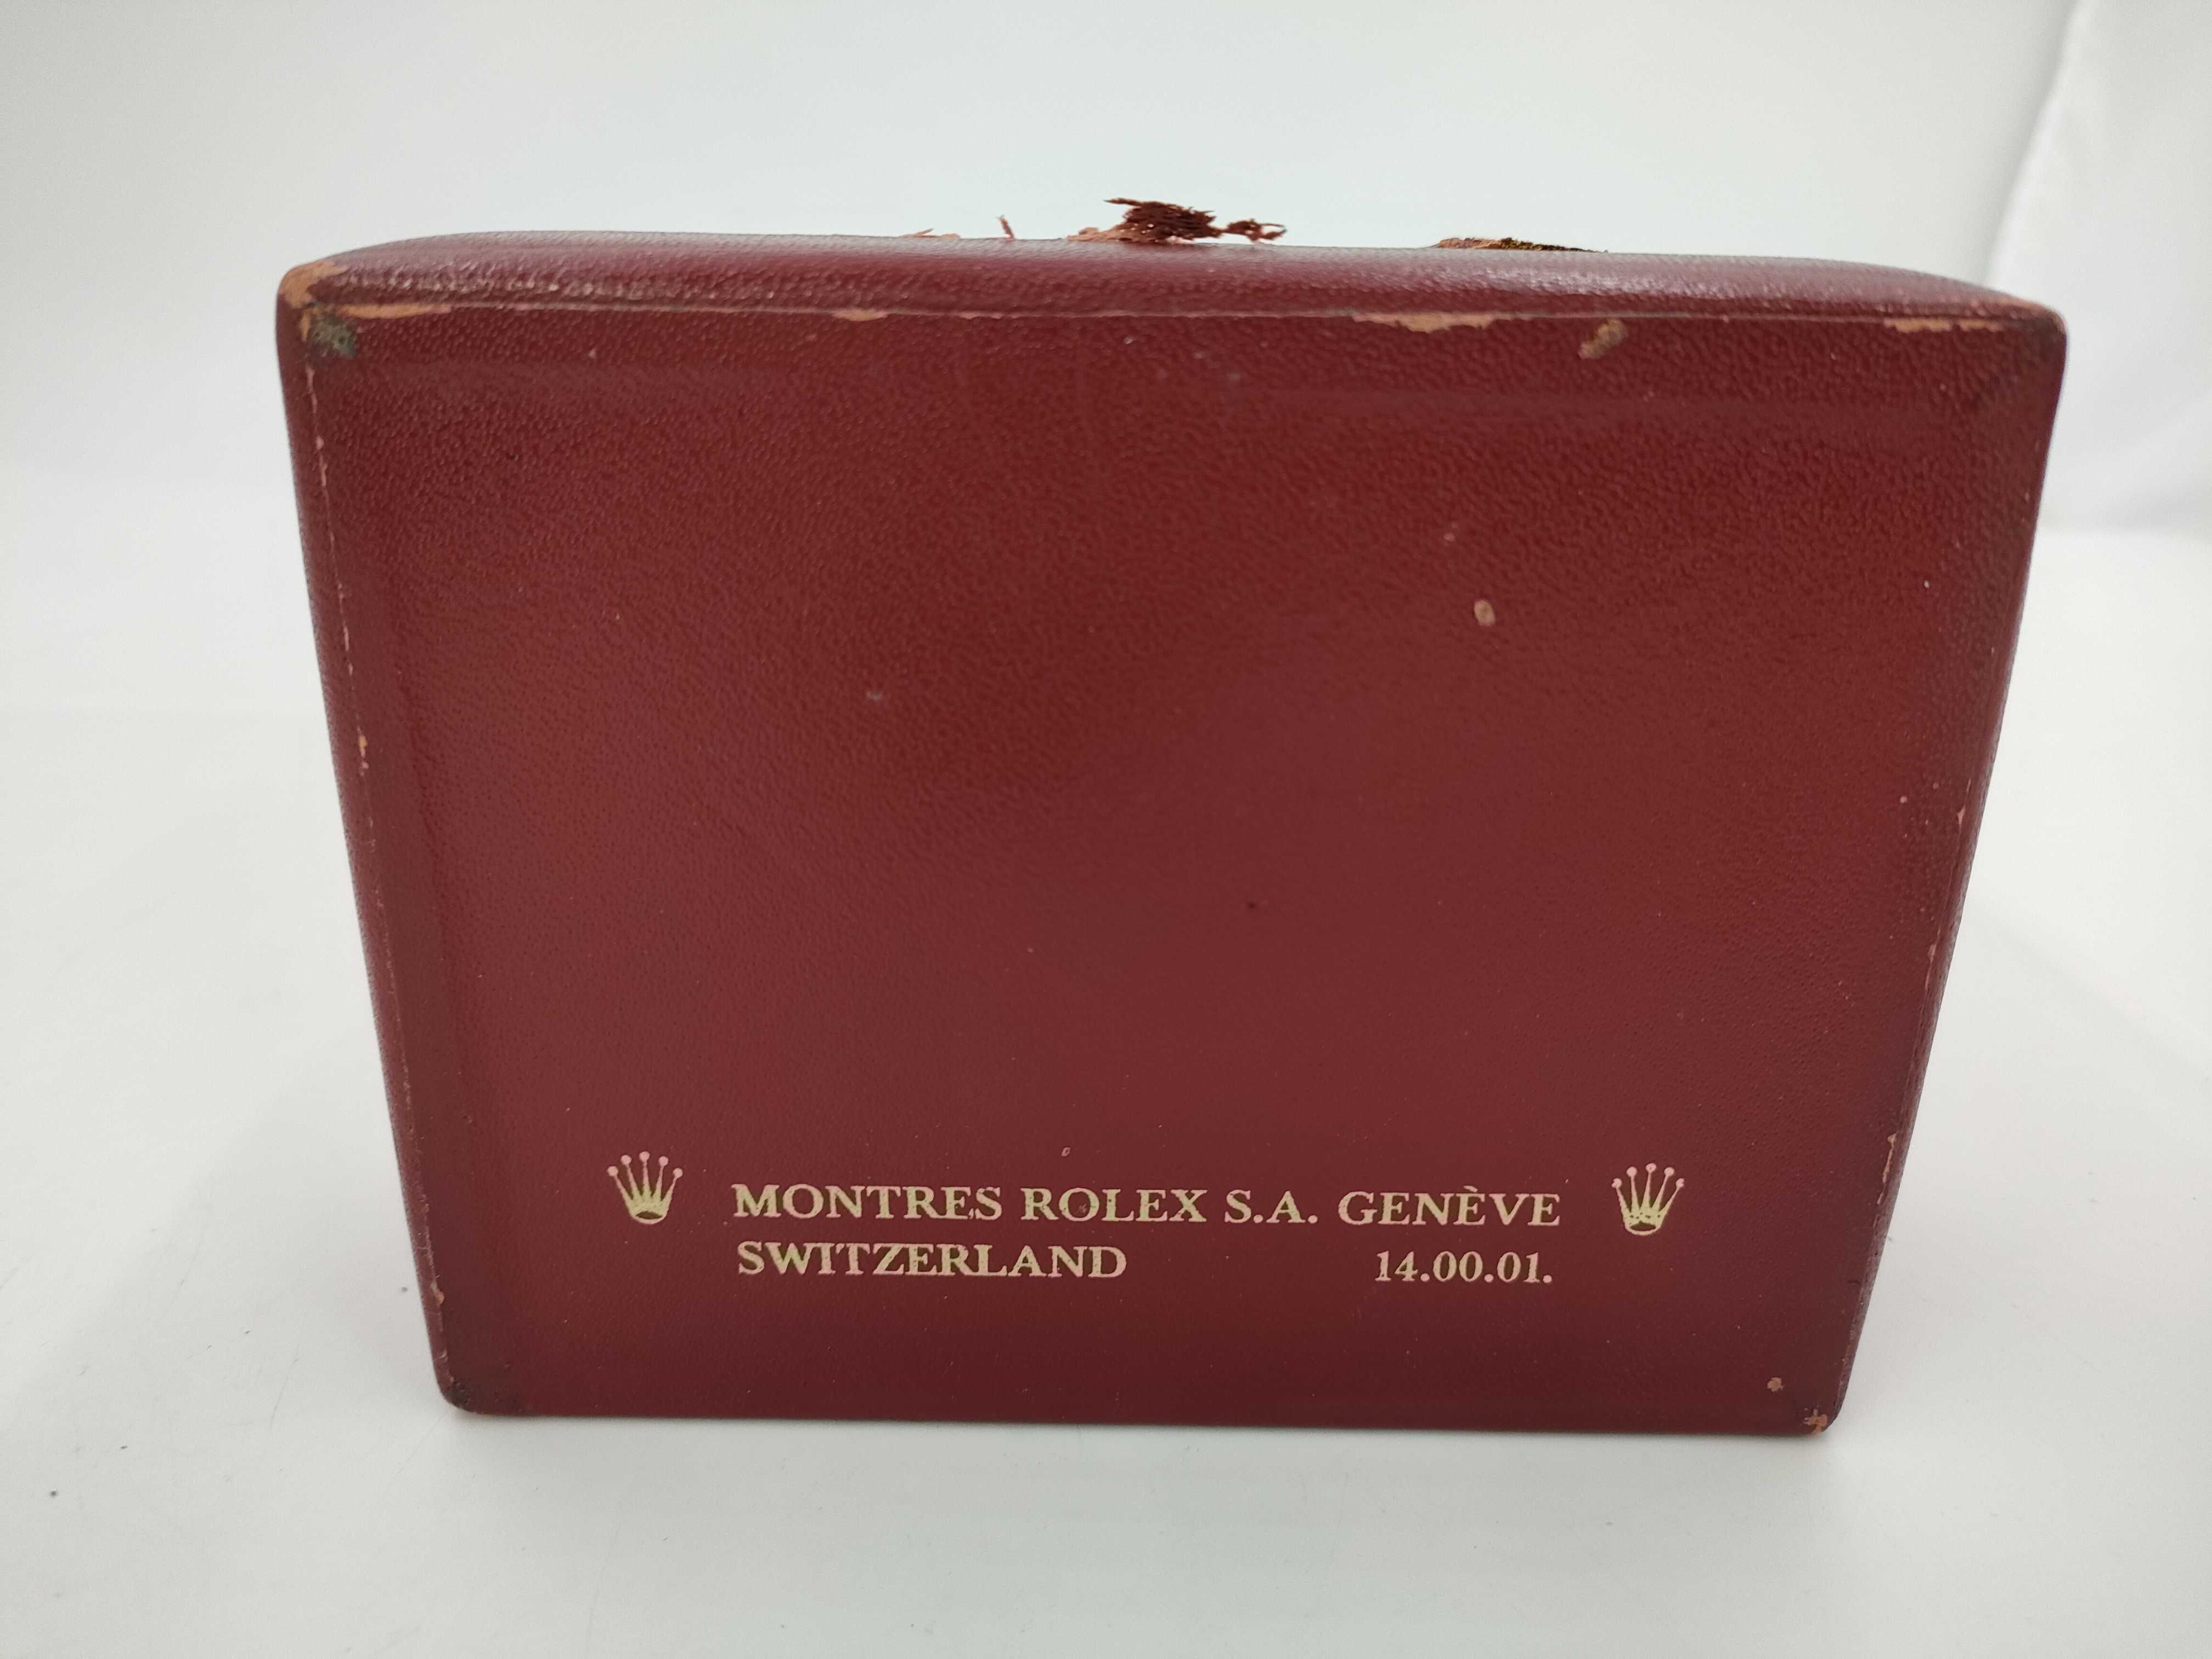 MONTRES ROLEX S.A. GENÈVE
SWITZERLAND 14.00.01.